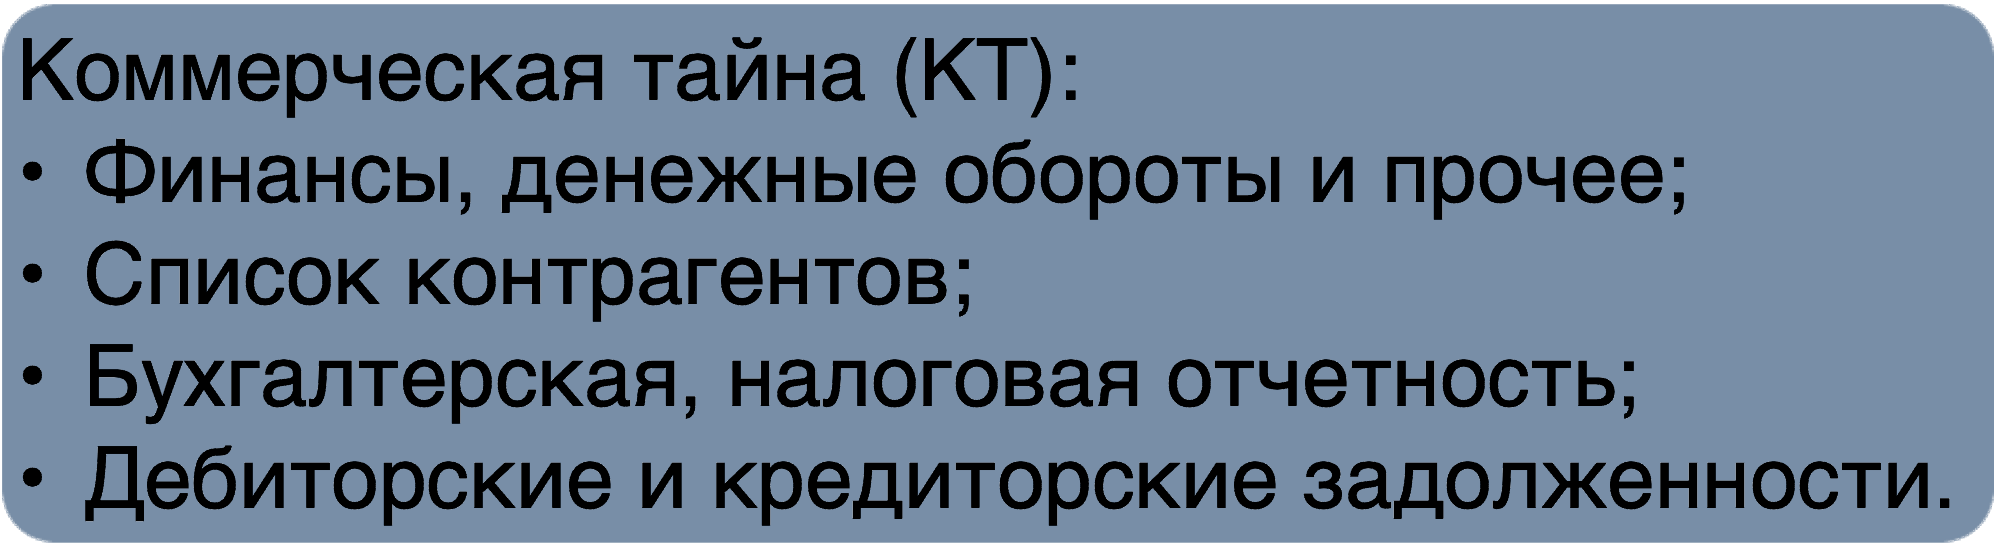 Коммерческая тайна (КТ):
• Финансы, денежные обороты и прочее;
• Список контрагентов;
• Бухгалтерская, налоговая отчетность;
• Дебиторские и кредиторские задолженности.